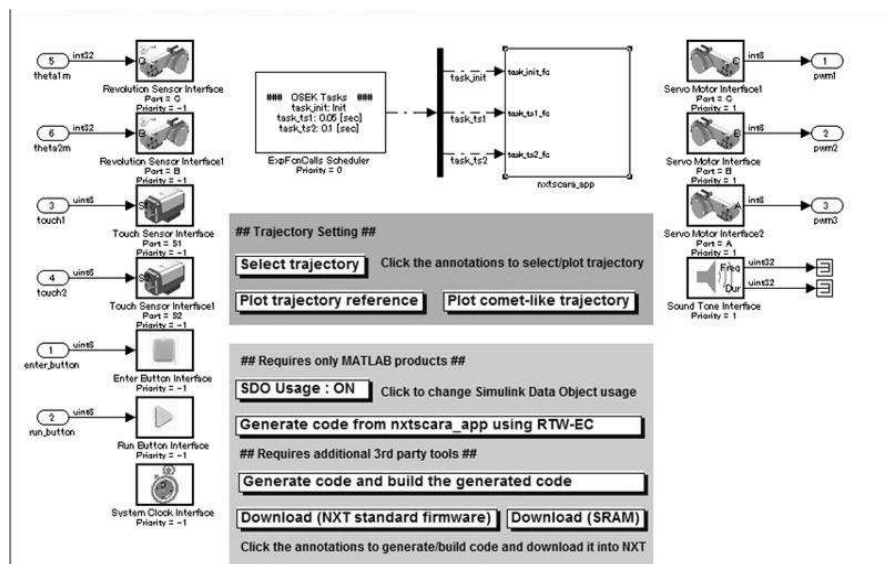 5
int32
theta1m
G
Revolution Sensor Interface
Port = C
Priority = -1
6
int32
theta2m
B
Revolution Sensor Interface1
Port = B
Priority = -1
3
uint8
touch1
S1
Touch Sensor Interface
Port = S1
Priority = -1
4
uint8
touch2
Touch Sensor Interface1
Port = S2
Priority = -1
1
uint8
enter_button
Enter Button Interface
Priority = -1
2
uint8
run_button
Run Button Interface
Priority = -1
System Clock Interface
Priority = -1
### OSEK Tasks ###
task_init: Init
task_ts1: 0.05 [sec]
task_ts2: 0.1 [sec]
ExpFcnCalls Scheduler
Priority = 0
task_init
task_ts1
task_ts2
task_init_fc
task_ts1_fc
task_ts2_fc
nxtscara_app
## Trajectory Setting ##
Select trajectory
Click the annotations to select/plot trajectory
Plot trajectory reference
Plot comet-like trajectory
## Requires only MATLAB products ##
SDO Usage : ON
Click to change Simulink Data Object usage
Generate code from nxtscara_app using RTW-EC
## Requires additional 3rd party tools ##
Generate code and build the generated code
Download (NXT standard firmware)
Download (SRAM)
Click the annotations to generate/build code and download it into NXT
C
int8
1
pwm1
Servo Motor Interface1
Port = C
Priority = 1
B
int8
2
pwm2
Servo Motor Interface
Port = B
Priority = 1
A
int8
3
pwm3
Servo Motor Interface2
Port = A
Priority = 1
Freq
uint32
Dur
uint32
Sound Tone Interface
Priority = 1